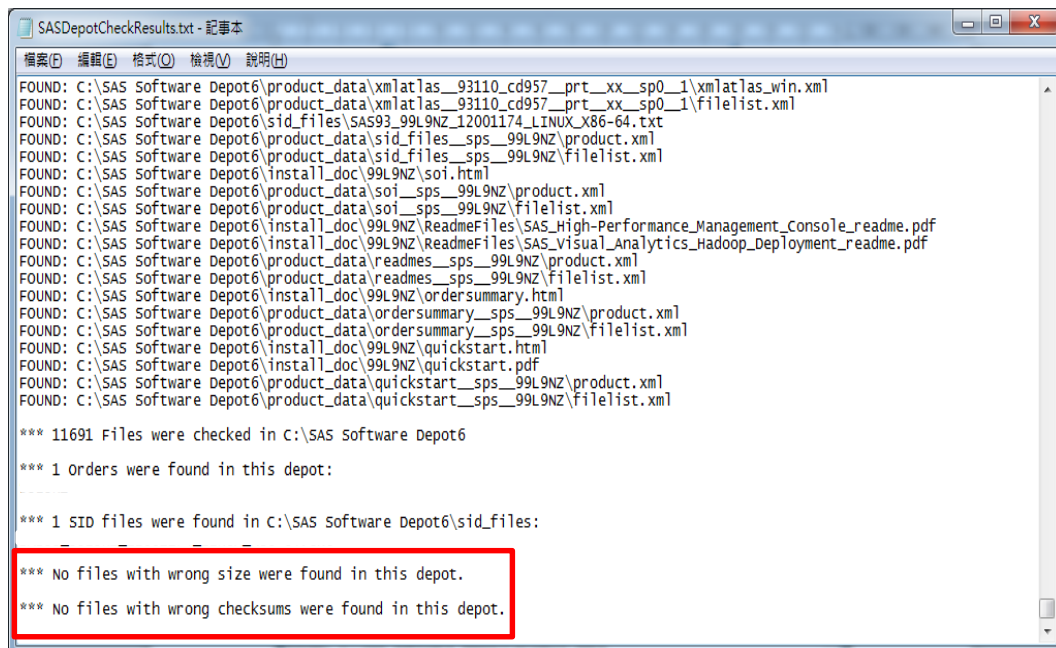 SASDepotCheckResults.txt - 記事本
檔案(F) 編輯(E) 格式(O) 檢視(V) 說明(H)
FOUND: C:\SAS Software Depot6\product_data\xmlatlas__93110_cd957__prt__xx__sp0__1\xmlatlas_win.xml
FOUND: C:\SAS Software Depot6\product_data\xmlatlas__93110_cd957__prt__xx__sp0__1\filelist.xml
FOUND: C:\SAS Software Depot6\sid_files\SAS93_99L9NZ_12001174_LINUX_X86-64.txt
FOUND: C:\SAS Software Depot6\product_data\sid_files__sps__99L9NZ\product.xml
FOUND: C:\SAS Software Depot6\product_data\sid_files__sps__99L9NZ\filelist.xml
FOUND: C:\SAS Software Depot6\install_doc\99L9NZ\soi.html
FOUND: C:\SAS Software Depot6\product_data\soi__sps__99L9NZ\product.xml
FOUND: C:\SAS Software Depot6\product_data\soi__sps__99L9NZ\filelist.xml
FOUND: C:\SAS Software Depot6\install_doc\99L9NZ\ReadmeFiles\SAS_High-Performance_Management_Console_readme.pdf
FOUND: C:\SAS Software Depot6\install_doc\99L9NZ\ReadmeFiles\SAS_Visual_Analytics_Hadoop_Deployment_readme.pdf
FOUND: C:\SAS Software Depot6\product_data\readmes__sps__99L9NZ\product.xml
FOUND: C:\SAS Software Depot6\product_data\readmes__sps__99L9NZ\filelist.xml
FOUND: C:\SAS Software Depot6\install_doc\99L9NZ\ordersummary.html
FOUND: C:\SAS Software Depot6\product_data\ordersummary__sps__99L9NZ\product.xml
FOUND: C:\SAS Software Depot6\product_data\ordersummary__sps__99L9NZ\filelist.xml
FOUND: C:\SAS Software Depot6\install_doc\99L9NZ\quickstart.html
FOUND: C:\SAS Software Depot6\install_doc\99L9NZ\quickstart.pdf
FOUND: C:\SAS Software Depot6\product_data\quickstart__sps__99L9NZ\product.xml
FOUND: C:\SAS Software Depot6\product_data\quickstart__sps__99L9NZ\filelist.xml
*** 11691 Files were checked in C:\SAS Software Depot6
*** 1 Orders were found in this depot:
*** 1 SID files were found in C:\SAS Software Depot6\sid_files:
*** No files with wrong size were found in this depot.
*** No files with wrong checksums were found in this depot.